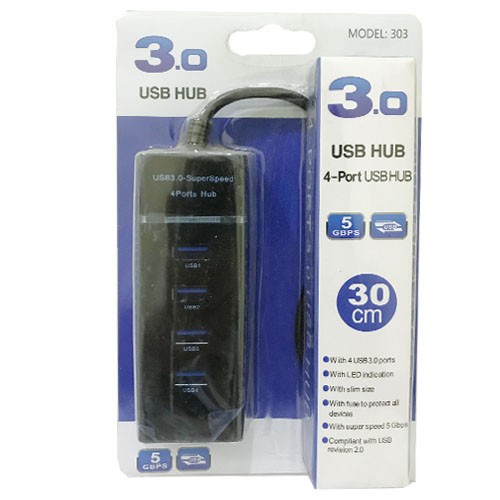 MODEL: 303
3.0
USB HUB
3.0
USB HUB
4-Port USB HUB
5
GBPS
USB
30
cm
With 4 USB3.0 ports
With LED indication
With slim size
With fuse to protect all
devices
With super speed 5 Gbps
Compliant with USB
revision 2.0
USB3.0-SuperSpeed
4Ports Hub
USB1
USB2
USB3
USB4
5
GBPS
USB